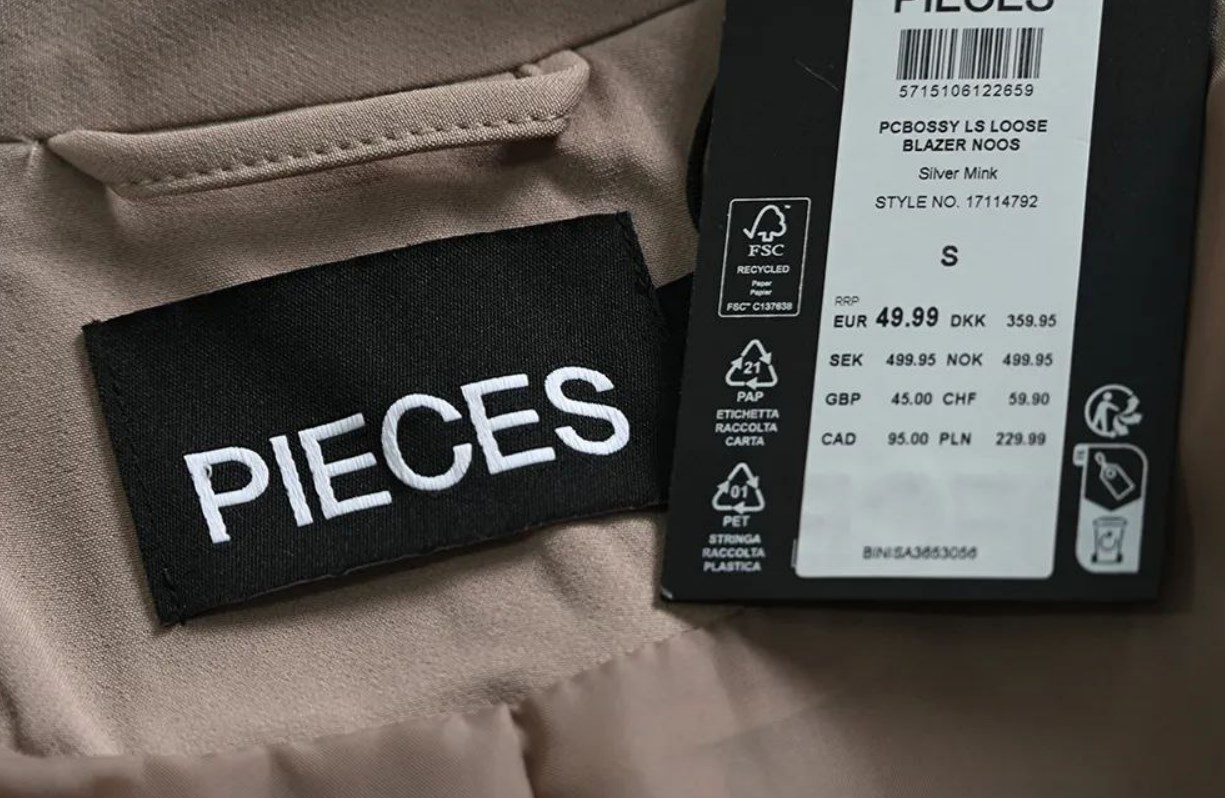 PIECES
PIECES
5715106122659
PCBOSSY LS LOOSE
BLAZER NOOS
Silver Mink
STYLE NO. 17114792
S
RRP
EUR 49.99 DKK 359.95
SEK 499.95 NOK 499.95
GBP 45.00 CHF 59.90
CAD 95.00 PLN 229.99
BINISA3653056
FSC™
RECYCLED
Paper
Papier
FSC™ C137638
21
PAP
ETICHETTA
RACCOLTA
CARTA
01
PET
STRINGA
RACCOLTA
PLASTICA